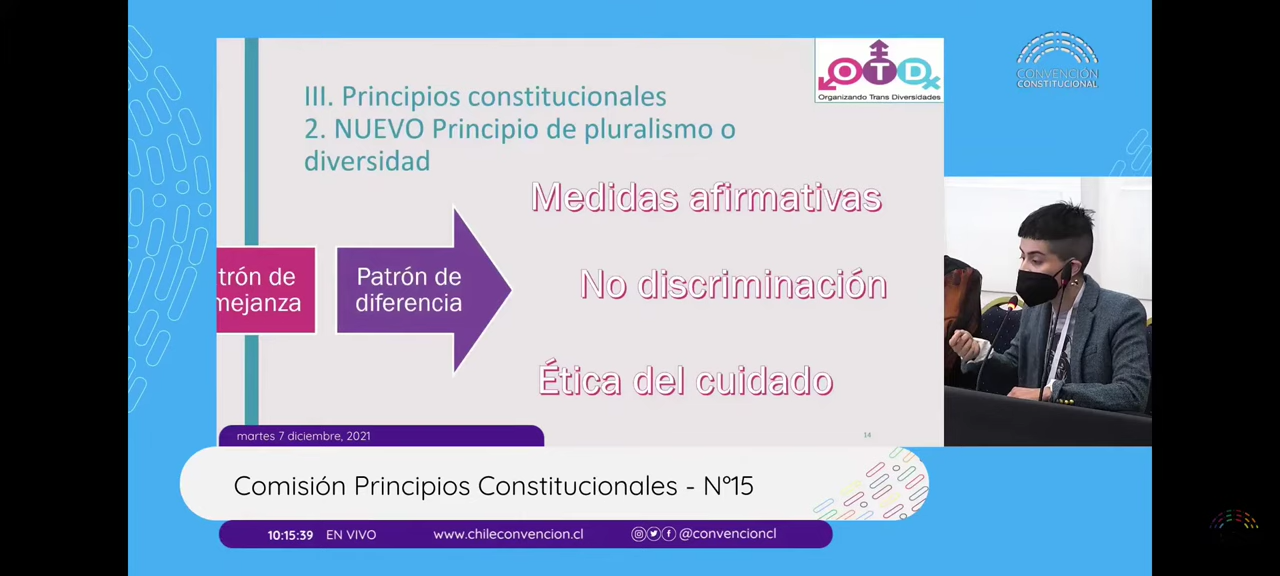 III. Principios constitucionales
2. NUEVO Principio de pluralismo o
diversidad
OTD
Organizando Trans Diversidades
CONVENCIÓN
CONSTITUCIONAL
trón de
mejanza
Patrón de
diferencia
Medidas afirmativas
No discriminación
Ética del cuidado
14
martes 7 diciembre, 2021
Comisión Principios Constitucionales - N°15
10:15:39 EN VIVO www.chileconvencion.cl @convencioncl